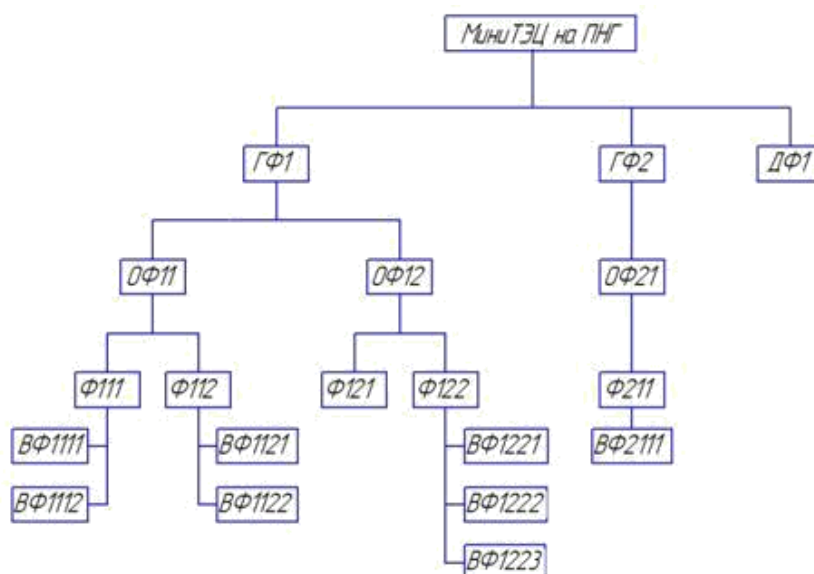 МиниТЭЦ на ПНГ
ГФ1
ГФ2
ДФ1
ОФ11
ОФ12
ОФ21
Ф111
Ф112
Ф121
Ф122
Ф211
ВФ1111
ВФ1121
ВФ1221
ВФ2111
ВФ1112
ВФ1122
ВФ1222
ВФ1223